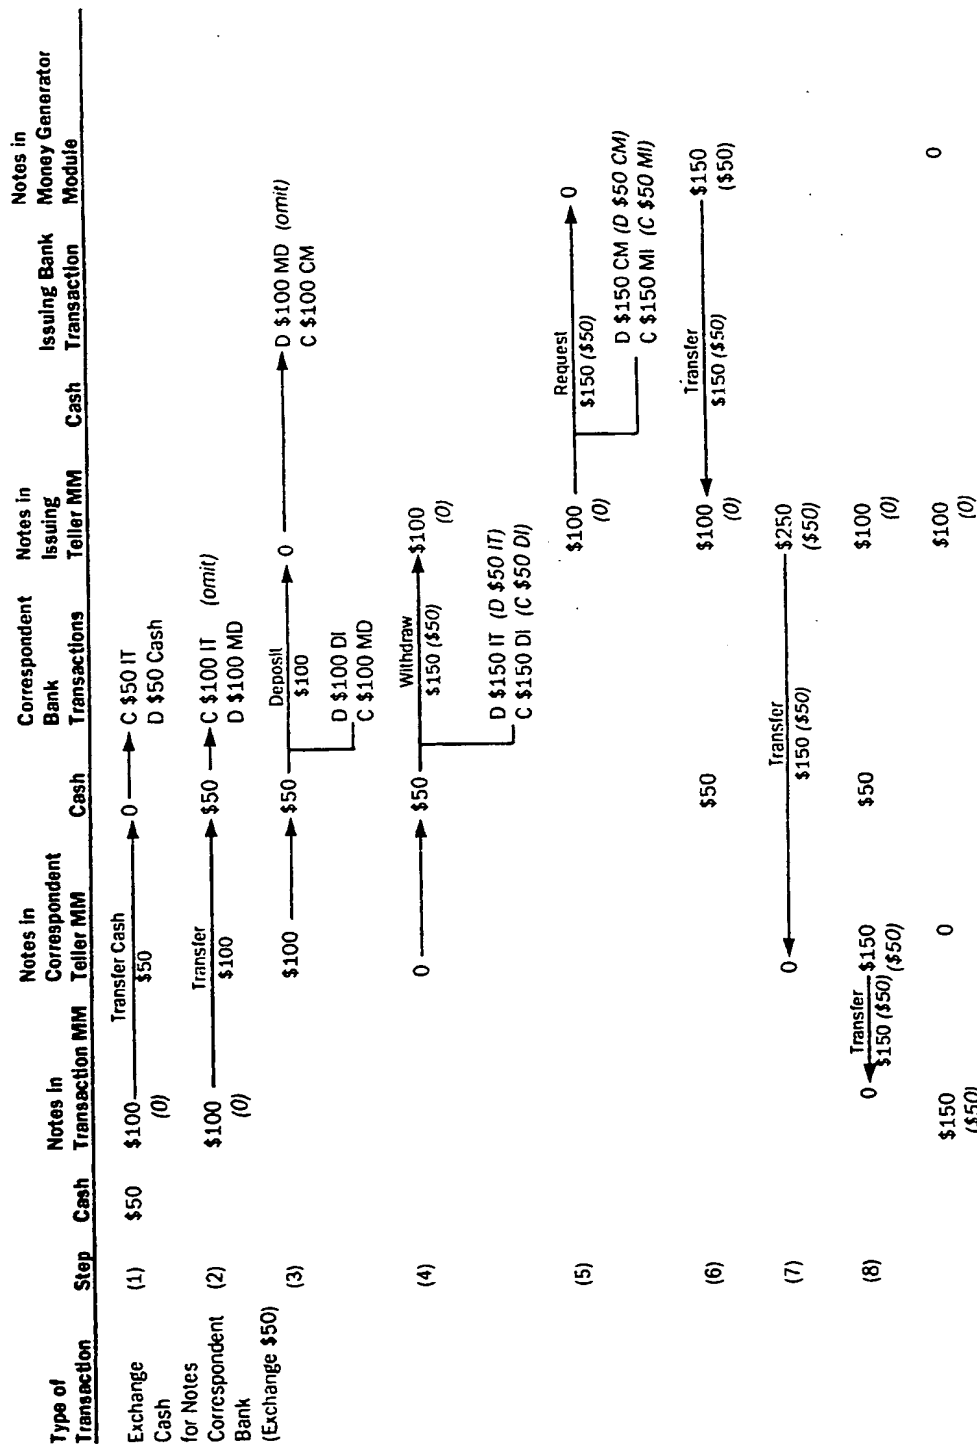 Type of
Transaction
Step
Cash
Notes in
Transaction MM
Notes in
Correspondent
Teller MM
Cash
Correspondent
Bank
Transactions
Notes in
Issuing
Teller MM
Cash
Issuing Bank
Transaction
Notes in
Money Generator
Module
Exchange
Cash
for Notes
Correspondent
Bank
(Exchange $50)
(1)
$50
$100
(0)
Transfer Cash
$50
0
C $50 IT
D $50 Cash
(2)
$100
(0)
Transfer
$100
$50
C $100 IT (omit)
D $100 MD
(3)
$100
$50
Deposit
$100
D $100 DI
C $100 MD
0
D $100 MD (omit)
C $100 CM
(4)
0
$50
Withdraw
$150 ($50)
D $150 IT (D $50 IT)
C $150 DI (C $50 DI)
$100
(0)
(5)
$100
(0)
Request
$150 ($50)
D $150 CM (D $50 CM)
C $150 MI (C $50 MI)
0
(6)
$50
$100
(0)
Transfer
$150 ($50)
$150
($50)
(7)
0
Transfer
$150 ($50)
$250
($50)
(8)
0
Transfer
$150 ($50)
$150
($50)
$50
$100
(0)
$150
($50)
0
$100
(0)
0